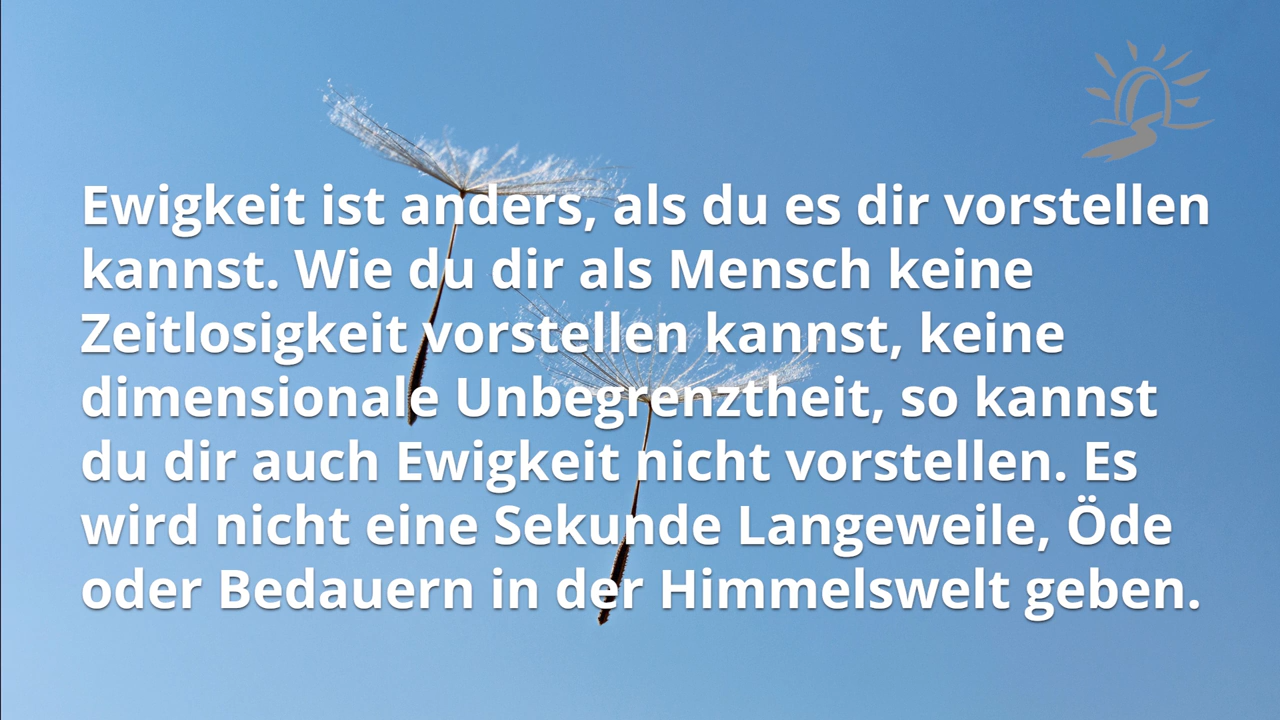 Ewigkeit ist anders, als du es dir vorstellen
kannst. Wie du dir als Mensch keine
Zeitlosigkeit vorstellen kannst, keine
dimensionale Unbegrenztheit, so kannst
du dir auch Ewigkeit nicht vorstellen. Es
wird nicht eine Sekunde Langeweile, Öde
oder Bedauern in der Himmelswelt geben.